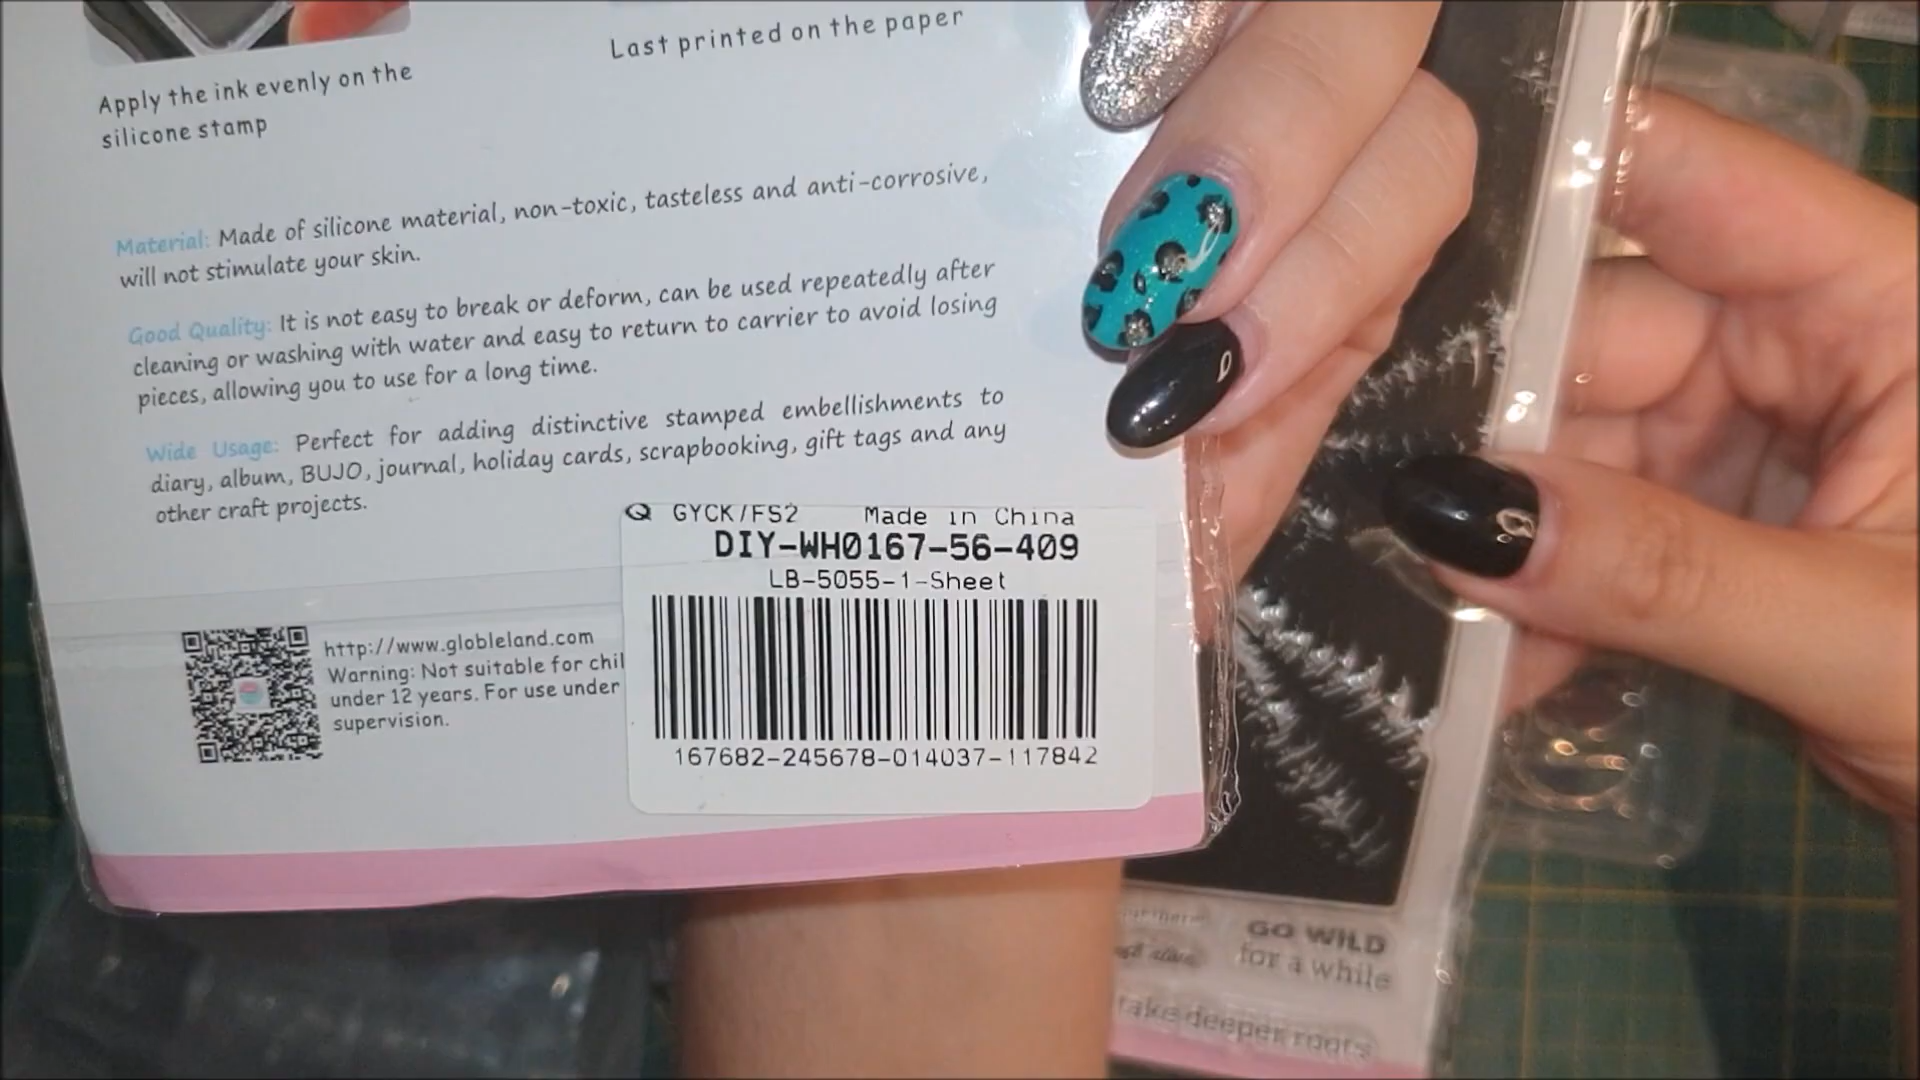 Apply the ink evenly on the
silicone stamp
Last printed on the paper
Material: Made of silicone material, non-toxic, tasteless and anti-corrosive,
will not stimulate your skin.
Good Quality: It is not easy to break or deform, can be used repeatedly after
cleaning or washing with water and easy to return to carrier to avoid losing
pieces, allowing you to use for a long time.
Wide Usage: Perfect for adding distinctive stamped embellishments to
diary, album, BUJO, journal, holiday cards, scrapbooking, gift tags and any
other craft projects.
http://www.globleland.com
Warning: Not suitable for chil
under 12 years. For use under
supervision.
Q GYCK/FS2 Made in China
DIY-WH0167-56-409
LB-5055-1-Sheet
167682-245678-014037-117842
GO WILD
for a while
take deeper roots